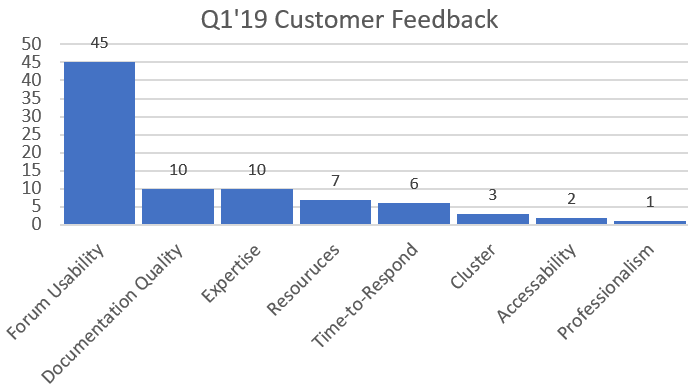 Q1'19 Customer Feedback
50
45
40
35
30
25
20
15
10
5
0
45
10
10
7
6
3
2
1
Forum Usability
Documentation Quality
Expertise
Resouruces
Time-to-Respond
Cluster
Accessability
Professionalism